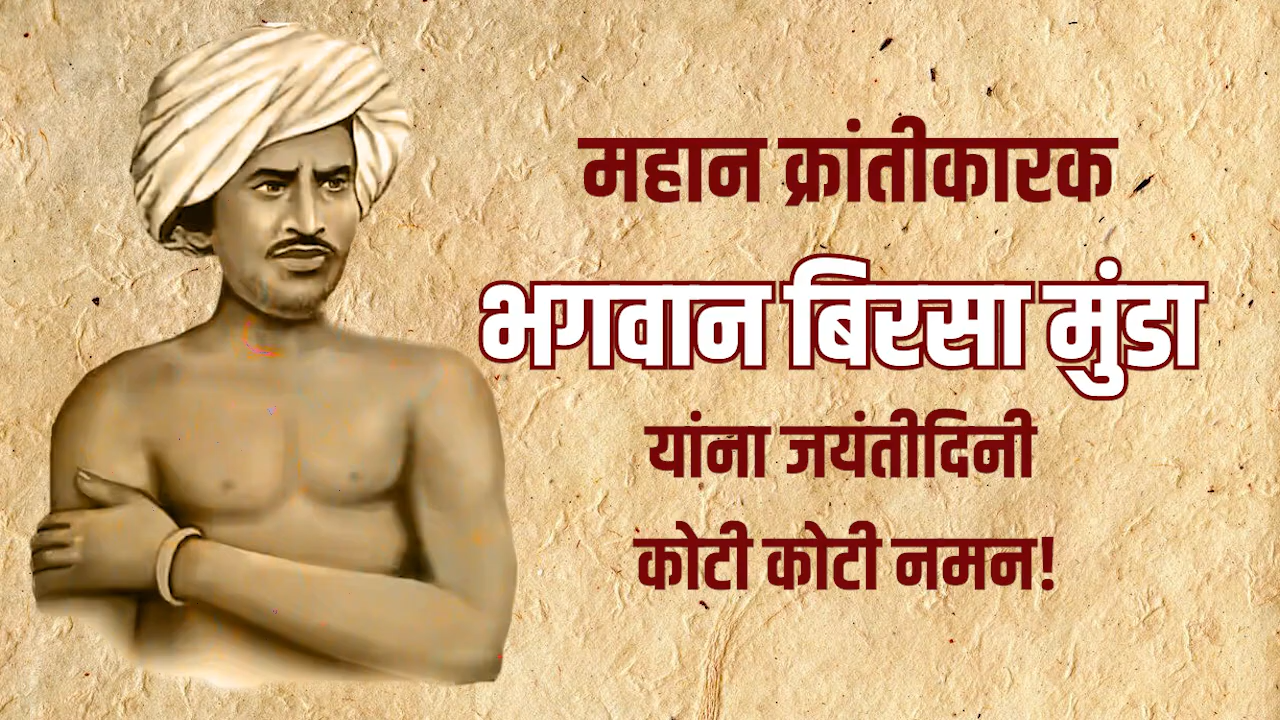 महान क्रांतीकारक
भगवान बिरसा मुंडा
यांना जयंतीदिनी
कोटी कोटी नमन!